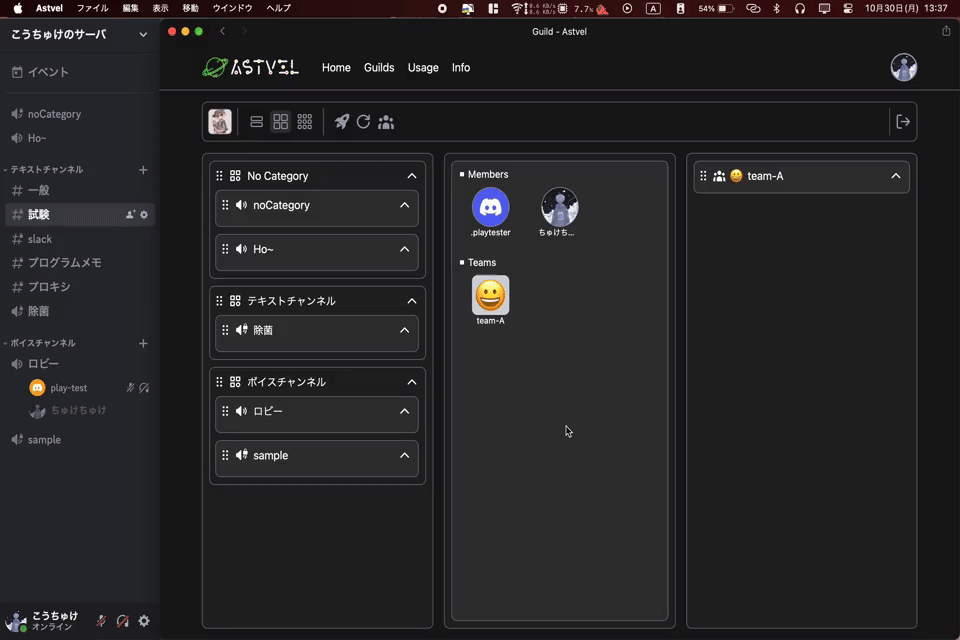 Astvel ファイル 編集 表示 移動 ウインドウ ヘルプ 8.6 KB/s 7.7% A 54% 10月30日(月) 13:37
こうちゅけのサーバ
イベント
noCategory
Ho~
テキストチャンネル
一般
試験
slack
プログラムメモ
プロキシ
除菌
ボイスチャンネル
ロビー
play-test
ちゅけちゅけ
sample
こうちゅけ
オンライン
Guild - Astvel
ASTVEL Home Guilds Usage Info
No Category
noCategory
Ho~
テキストチャンネル
除菌
ボイスチャンネル
ロビー
sample
Members
.playtester ちゅけち...
Teams
team-A
team-A